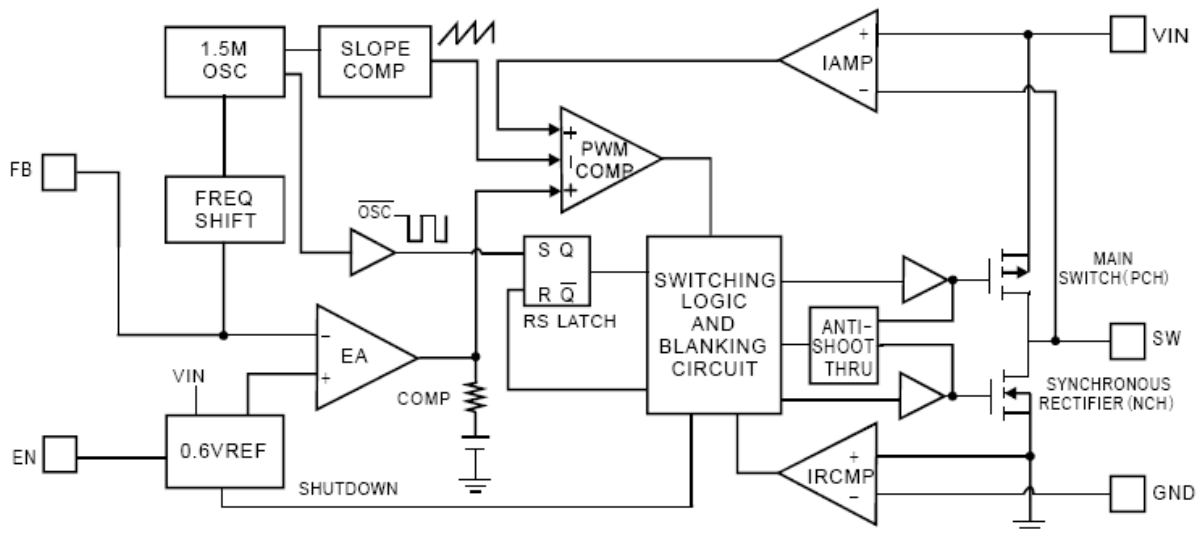 1.5M
OSC
SLOPE
COMP
+
IAMP
−
VIN
FB
FREQ
SHIFT
+
PWM
COMP
+
OSC
S Q
R Q
RS LATCH
SWITCHING
LOGIC
AND
BLANKING
CIRCUIT
ANTI-
SHOOT
THRU
MAIN
SWITCH(PCH)
SW
SYNCHRONOUS
RECTIFIER(NCH)
−
EA
+
COMP
VIN
EN
0.6VREF
SHUTDOWN
+
IRCMP
−
GND